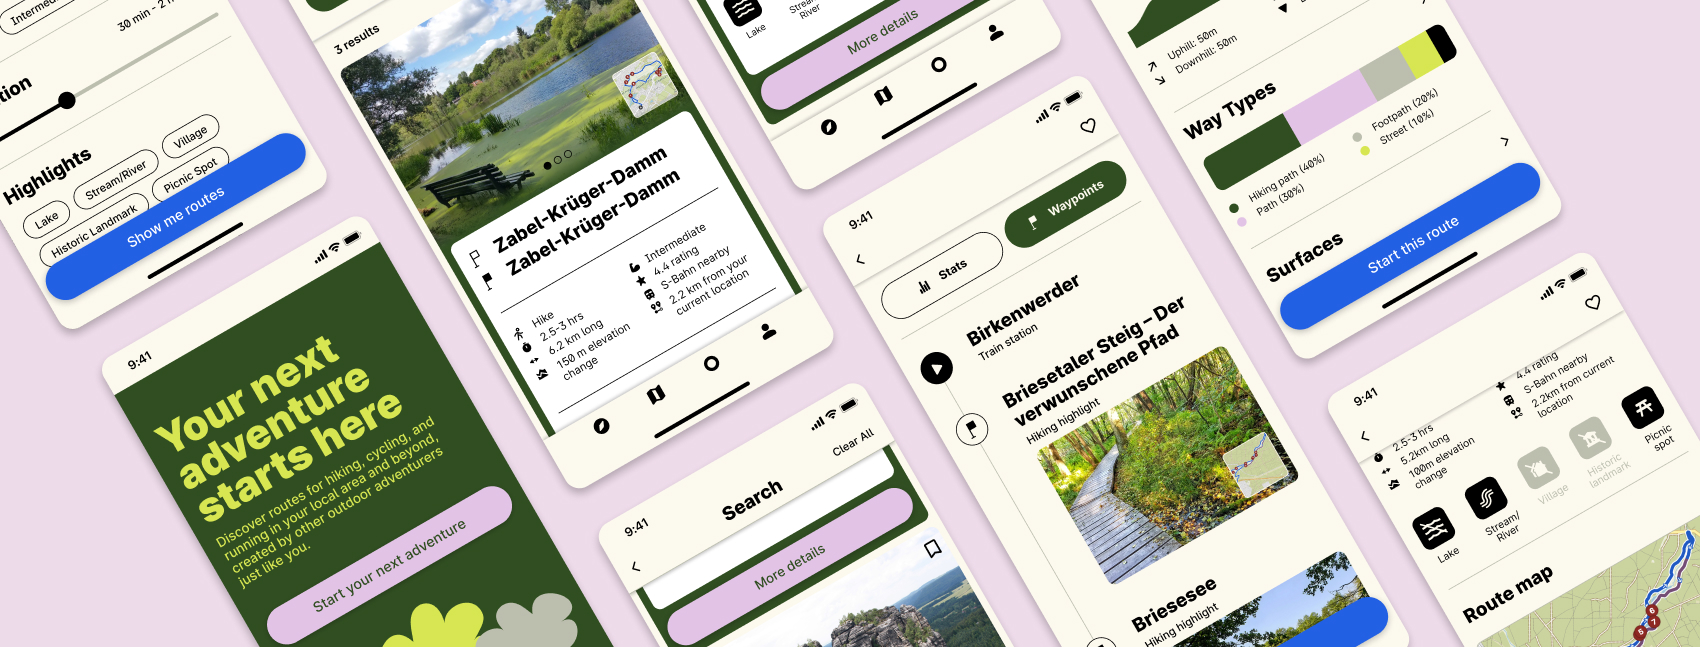 Intermed
30 min - 2
tion
Highlights
Lake
Stream/River
Village
Historic Landmark
Picnic Spot
Show me routes
9:41
Your next
adventure
starts here
Discover routes for hiking, cycling, and
running in your local area and beyond,
created by other outdoor adventurers
just like you.
Start your next adventure
3 results
Zabel-Krüger-Damm
Zabel-Krüger-Damm
Hike
2.5-3 hrs
6.2 km long
150 m elevation
change
Intermediate
4.4 rating
S-Bahn nearby
2.2 km from your
current location
9:41
Search
Clear All
More details
Lake
Stream/
River
More details
9:41
Stats
Waypoints
Birkenwerder
Train station
Briesetaler Steig – Der
verwunschene Pfad
Hiking highlight
Briesesee
Hiking highlight
Uphill: 50m
Downhill: 50m
Way Types
Hiking path (40%)
Path (30%)
Footpath (20%)
Street (10%)
Surfaces
Start this route
9:41
2.5-3 hrs
5.2km long
100m elevation
change
4.4 rating
S-Bahn nearby
2.2km from current
location
Lake
Stream/
River
Village
Historic
landmark
Picnic
spot
Route map
6
7
5